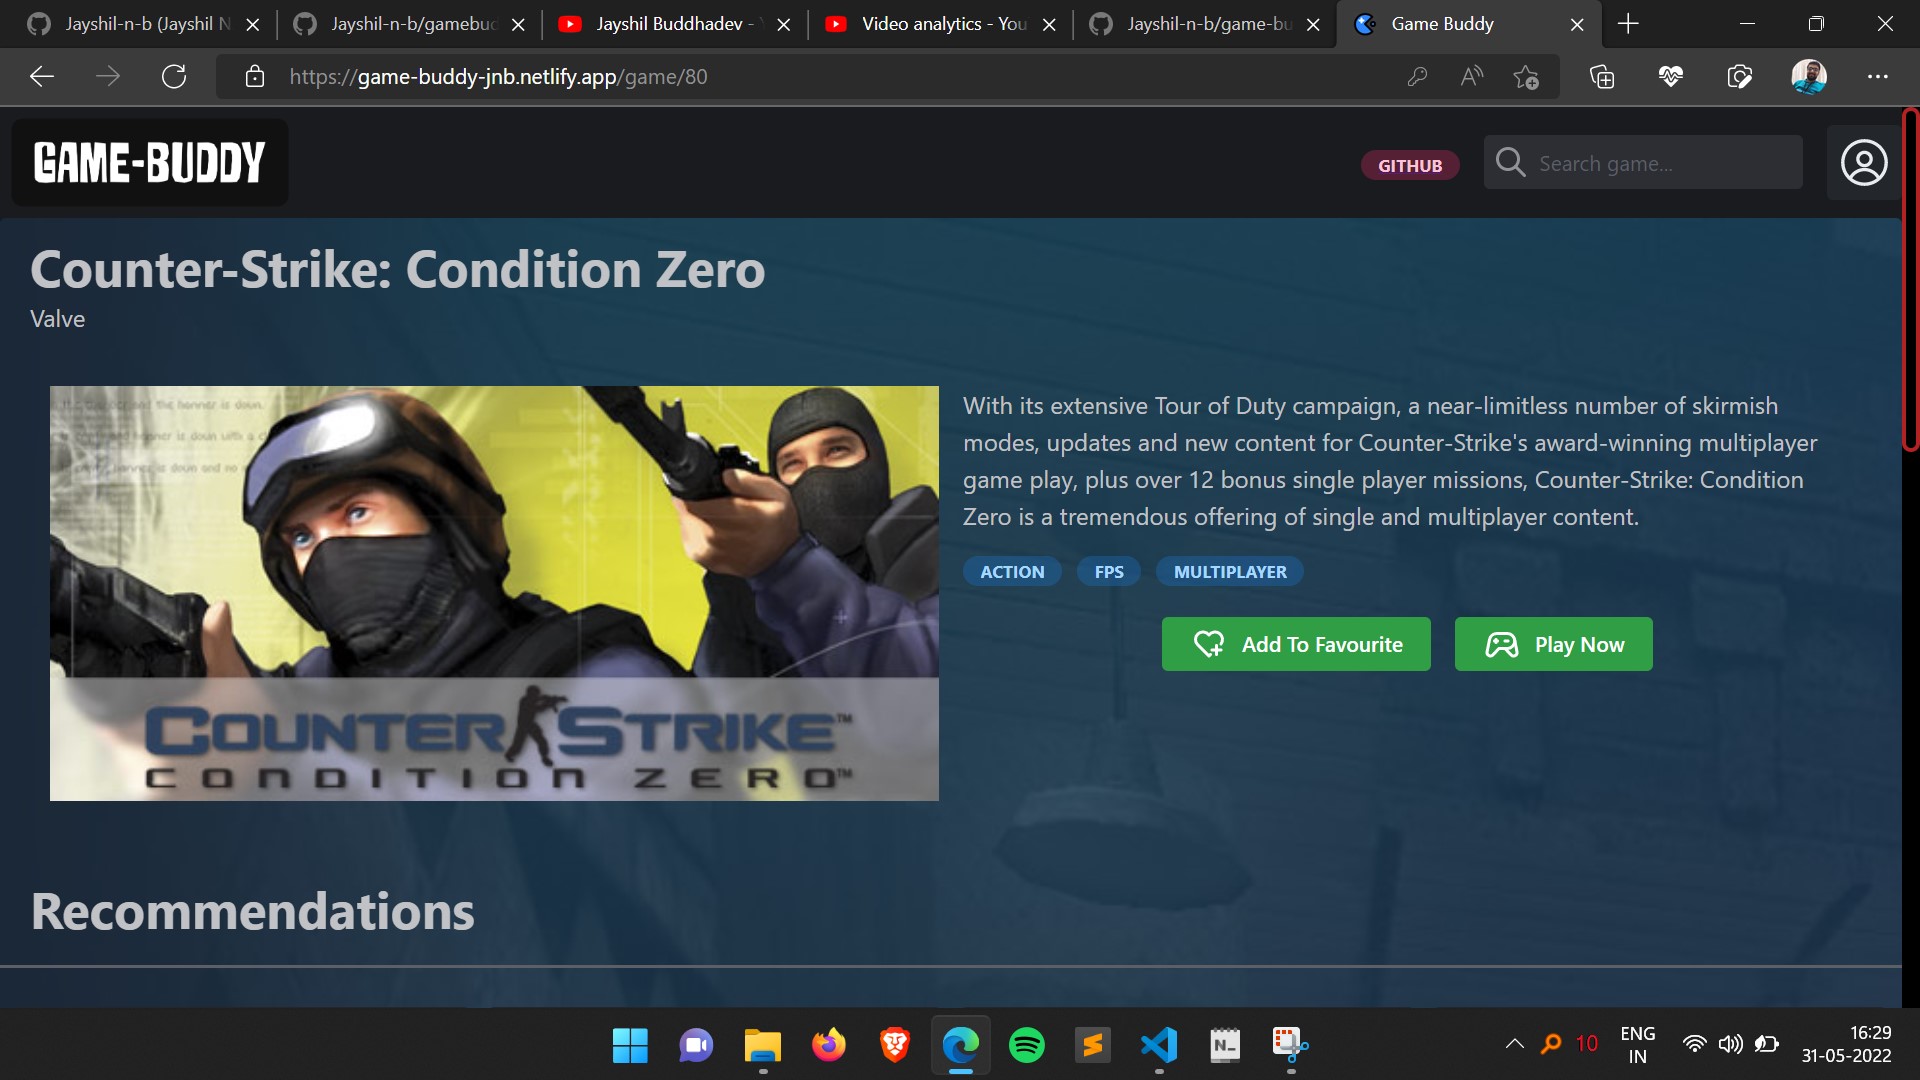 Jayshil-n-b (Jayshil N
Jayshil-n-b/gamebud
Jayshil Buddhadev - Y
Video analytics - You
Jayshil-n-b/game-bu
Game Buddy
https://game-buddy-jnb.netlify.app/game/80
GAME-BUDDY
GITHUB
Search game...
Counter-Strike: Condition Zero
Valve
With its extensive Tour of Duty campaign, a near-limitless number of skirmish
modes, updates and new content for Counter-Strike's award-winning multiplayer
game play, plus over 12 bonus single player missions, Counter-Strike: Condition
Zero is a tremendous offering of single and multiplayer content.
ACTION
FPS
MULTIPLAYER
Add To Favourite
Play Now
COUNTER STRIKE™
CONDITION ZERO™
Recommendations
10
ENG
IN
16:29
31-05-2022